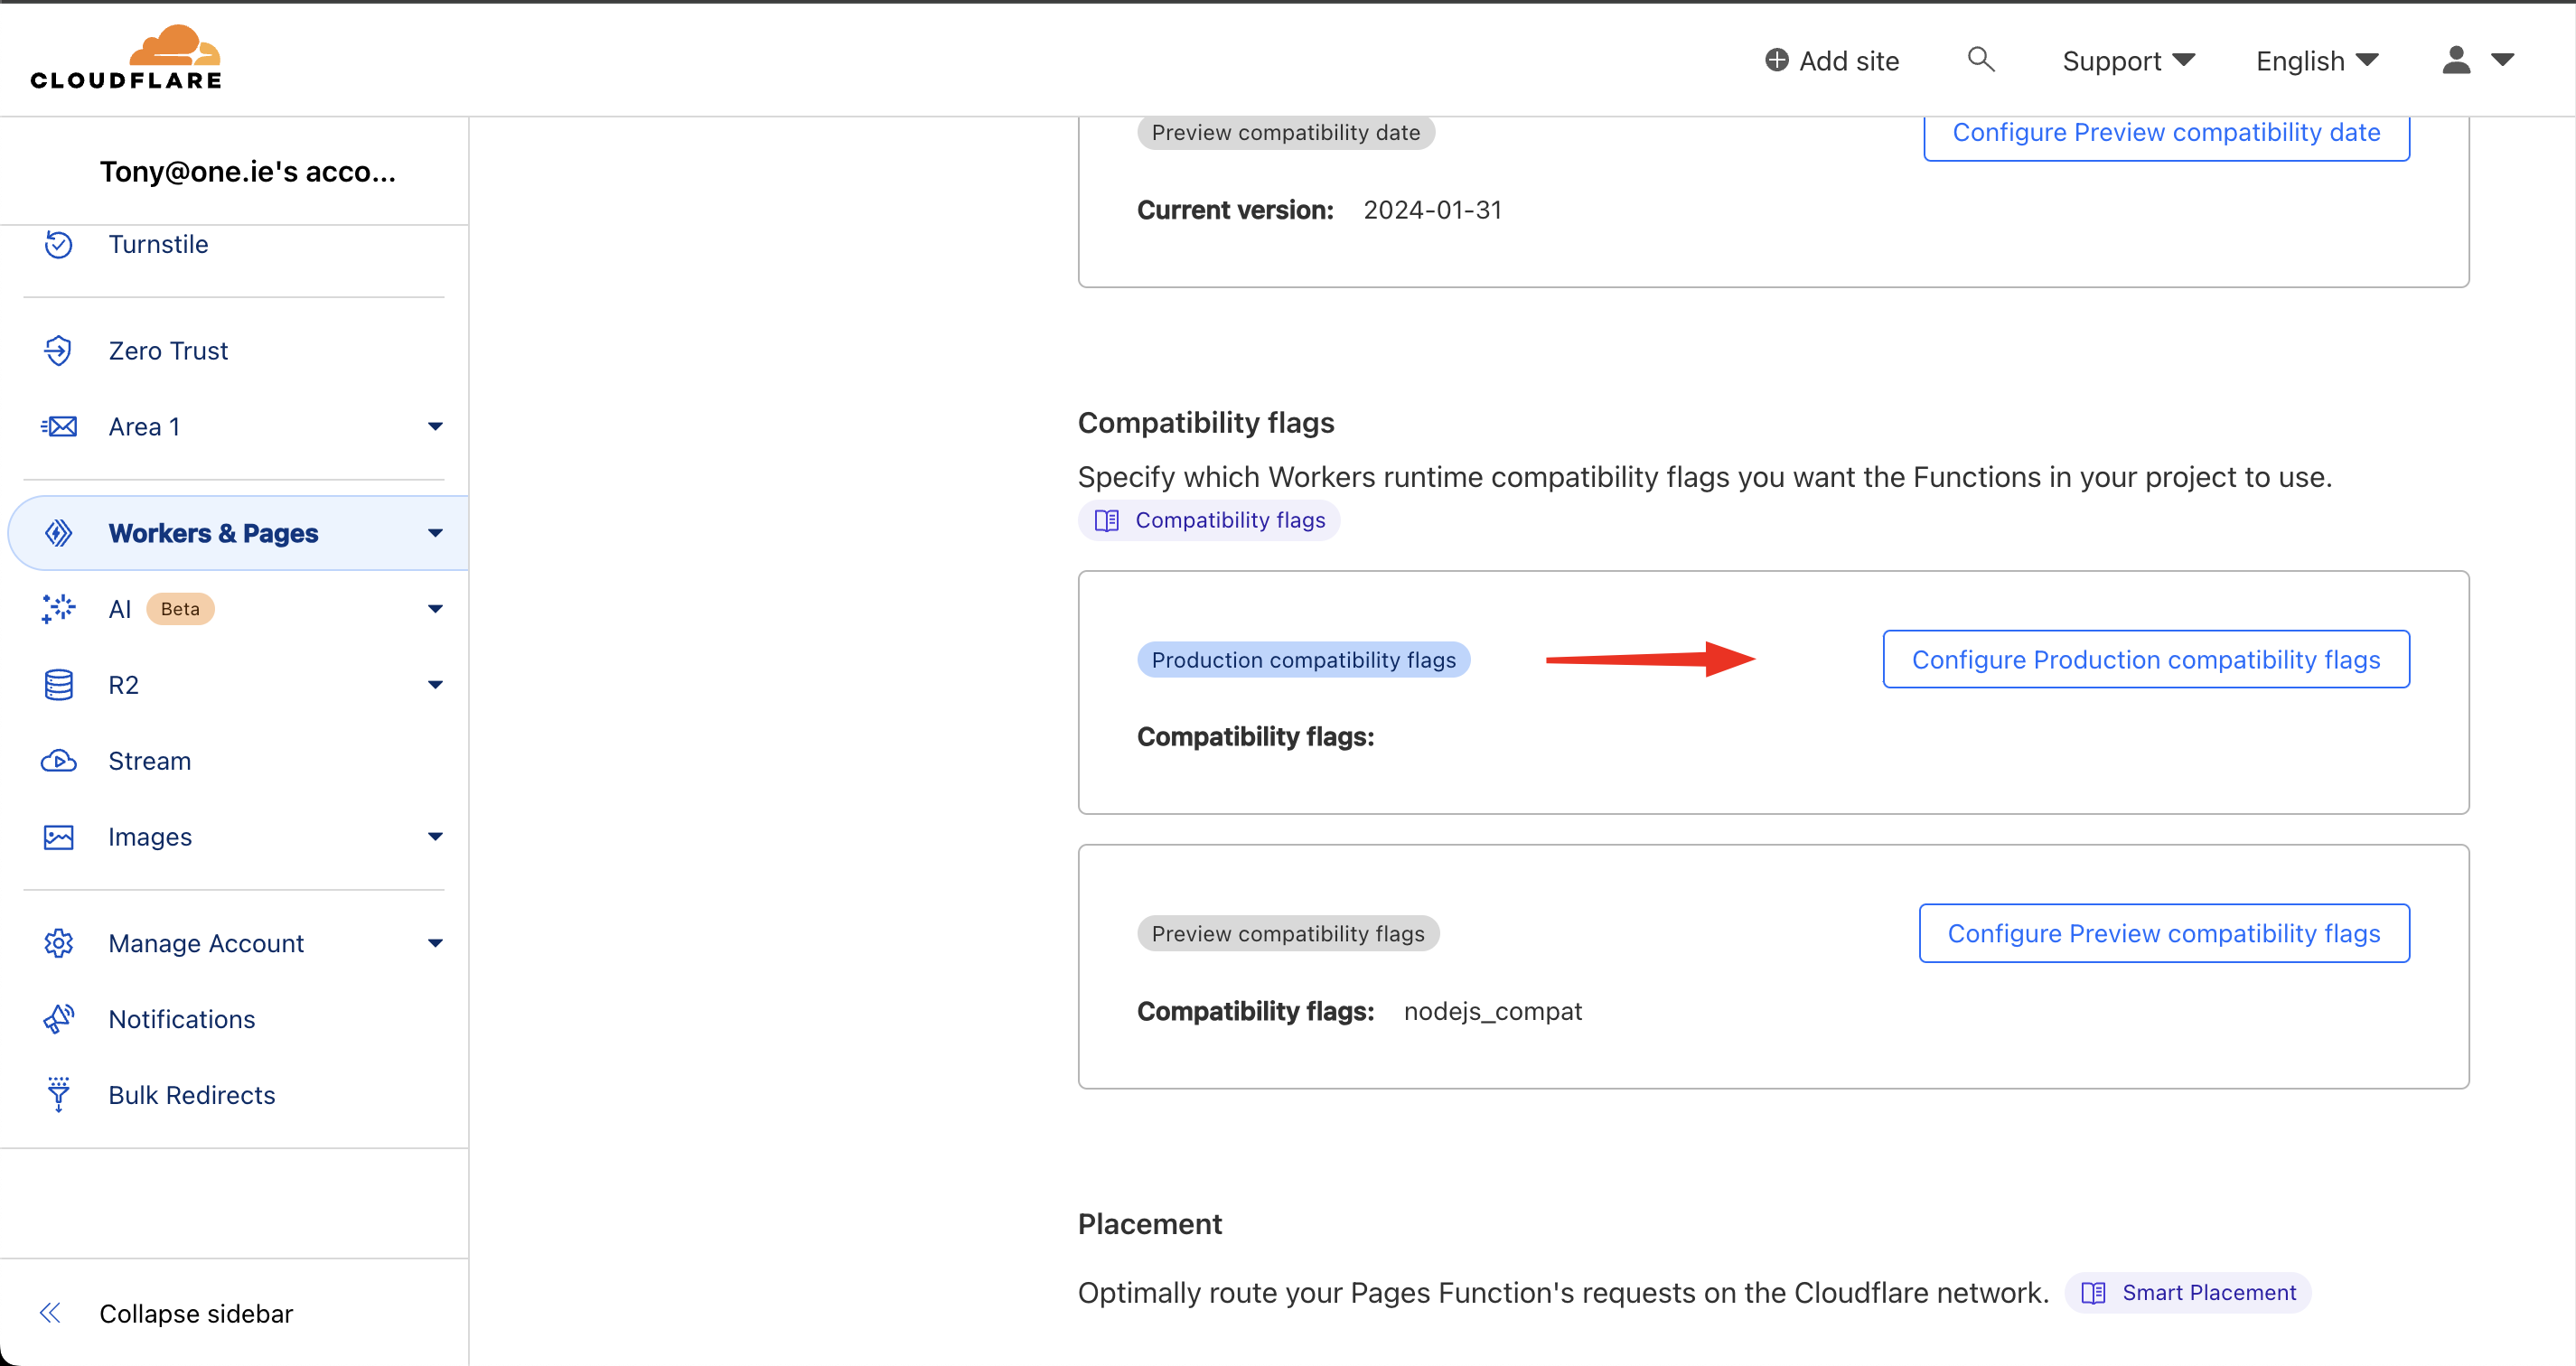 CLOUDFLARE
Add site
Support
English
Tony@one.ie's acco...
Turnstile
Zero Trust
Area 1
Workers & Pages
AI Beta
R2
Stream
Images
Manage Account
Notifications
Bulk Redirects
Collapse sidebar
Preview compatibility date
Configure Preview compatibility date
Current version: 2024-01-31
Compatibility flags
Specify which Workers runtime compatibility flags you want the Functions in your project to use.
Compatibility flags
Production compatibility flags
Configure Production compatibility flags
Compatibility flags:
Preview compatibility flags
Configure Preview compatibility flags
Compatibility flags: nodejs_compat
Placement
Optimally route your Pages Function's requests on the Cloudflare network. Smart Placement